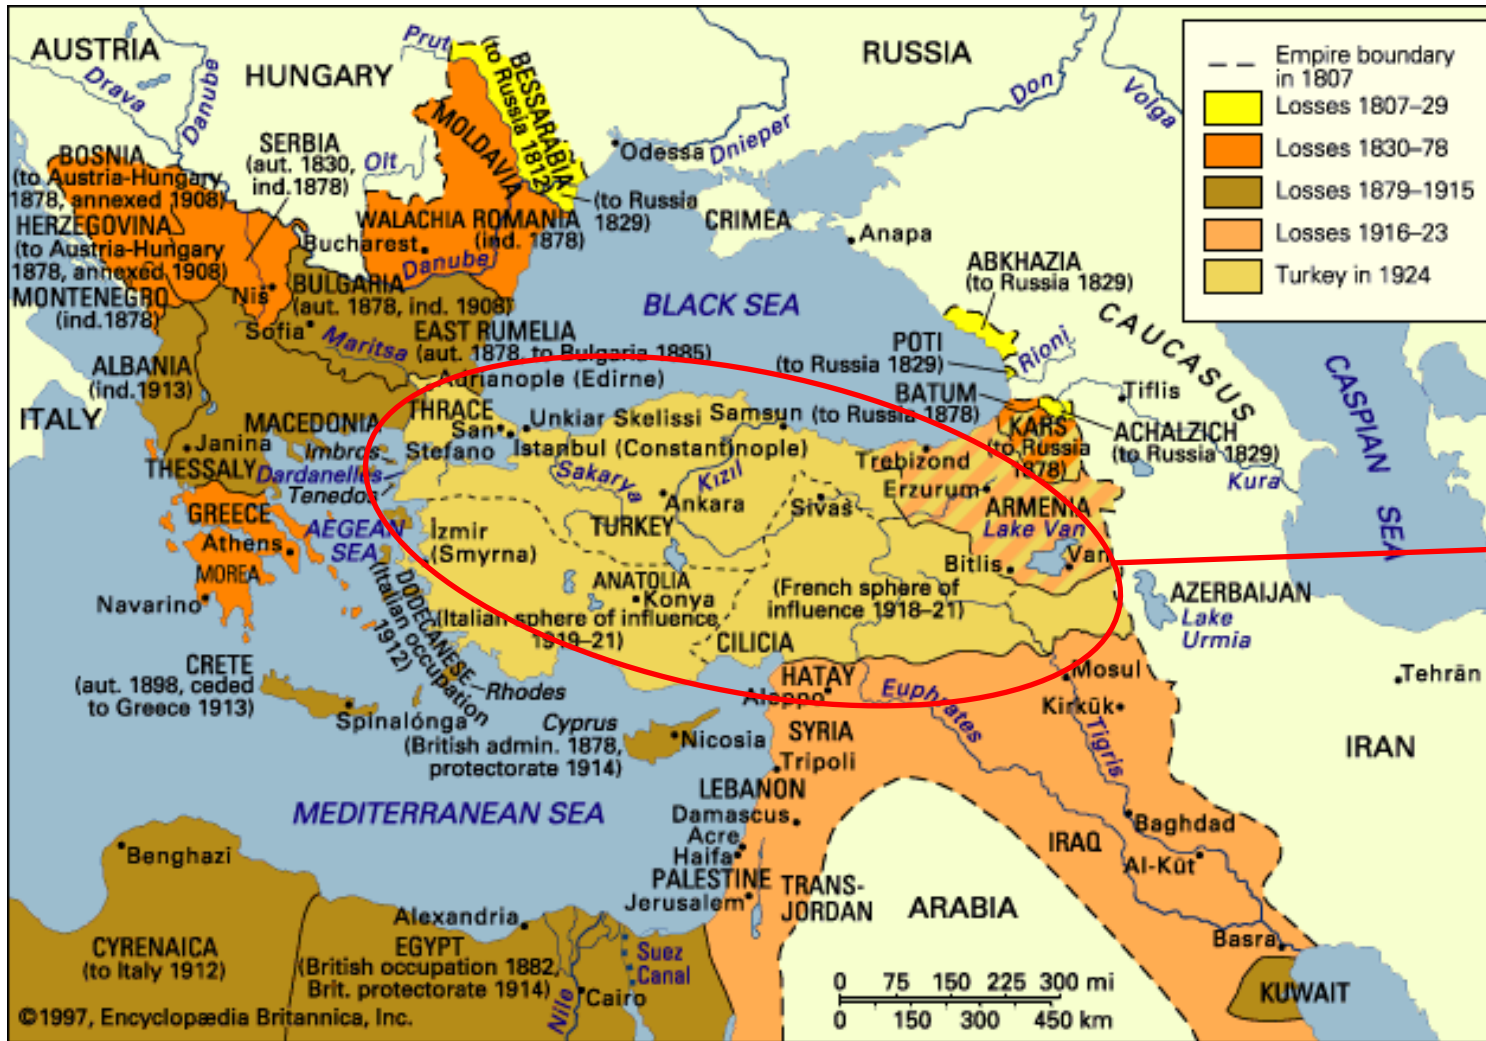 AUSTRIA
HUNGARY
RUSSIA
Drava
Danube
Prut
BESSARABIA
(to Russia 1812)
MOLDAVIA
Olt
Odessa
Dnieper
Don
Volga
Empire boundary
in 1807
Losses 1807–29
Losses 1830–78
Losses 1879–1915
Losses 1916–23
Turkey in 1924
BOSNIA
(to Austria-Hungary
1878, annexed 1908)
HERZEGOVINA
(to Austria-Hungary
1878, annexed 1908)
MONTENEGRO
(ind.1878)
SERBIA
(aut. 1830,
ind.1878)
WALACHIA
ROMANIA
(ind. 1878)
Bucharest
Danube
(to Russia
1829)
CRIMEA
Anapa
ABKHAZIA
(to Russia 1829)
CAUCASUS
POTI
(to Russia 1829)
Rioni
BATUM
(to Russia 1878)
Tiflis
KARS
(to Russia
1878)
ACHALZICH
(to Russia 1829)
Kura
CASPIAN
SEA
Niš
BULGARIA
(aut. 1878, ind. 1908)
Sofia
Maritsa
EAST RUMELIA
(aut. 1878, to Bulgaria 1885)
BLACK SEA
ALBANIA
(ind.1913)
ITALY
MACEDONIA
Janina
THESSALY
Adrianople (Edirne)
THRACE
San
Stefano
Unkiar Skelissi
Istanbul (Constantinople)
Samsun
Imbros
Dardanelles
Tenedos
Sakarya
Kızıl
Ankara
TURKEY
Sivas
Trebizond
Erzurum
ARMENIA
Lake Van
Van
Bitlis
GREECE
Athens
MOREA
Navarino
AEGEAN
SEA
İzmir
(Smyrna)
ANATOLIA
Konya
(Italian sphere of influence
1919–21)
(French sphere of
influence 1918–21)
CILICIA
DODECANESE
(Italian occupation
1912)
Rhodes
AZERBAIJAN
Lake
Urmia
Tehrān
IRAN
CRETE
(aut. 1898, ceded
to Greece 1913)
Spinalónga
Cyprus
(British admin. 1878,
protectorate 1914)
Nicosia
HATAY
Aleppo
Euphrates
Mosul
Kirkūk
Tigris
SYRIA
Tripoli
LEBANON
Damascus
Acre
Haifa
PALESTINE
Jerusalem
TRANS-
JORDAN
IRAQ
Baghdad
Al-Kūt
Basra
ARABIA
KUWAIT
MEDITERRANEAN SEA
Benghazi
CYRENAICA
(to Italy 1912)
Alexandria
EGYPT
(British occupation 1882,
Brit. protectorate 1914)
Suez
Canal
Nile
Cairo
0 75 150 225 300 mi
0 150 300 450 km
©1997, Encyclopædia Britannica, Inc.